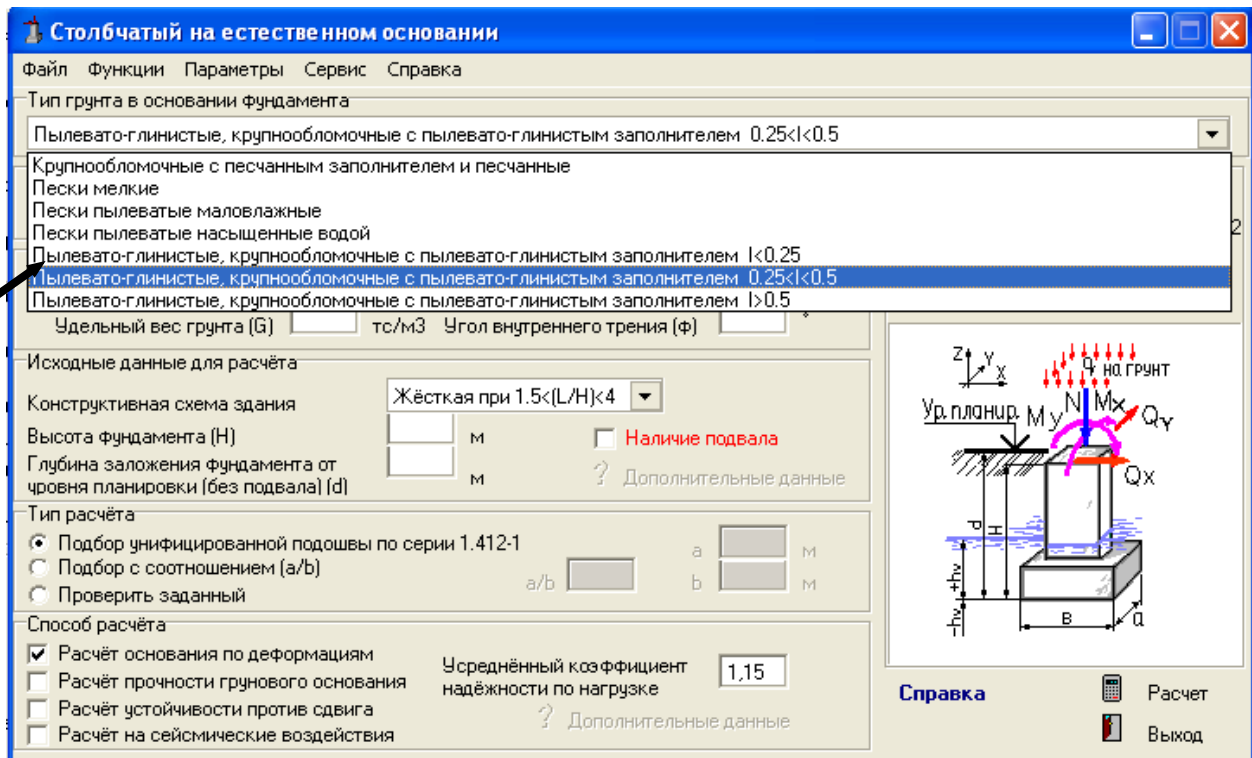 Столбчатый на естественном основании
Файл Функции Параметры Сервис Справка
Тип грунта в основании фундамента
Пылевато-глинистые, крупнообломочные с пылевато-глинистым заполнителем 0.25<I<0.5
Крупнообломочные с песчанным заполнителем и песчанные
Пески мелкие
Пески пылеватые маловлажные
Пески пылеватые насыщенные водой
2
Пылевато-глинистые, крупнообломочные с пылевато-глинистым заполнителем I<0.25
Пылевато-глинистые, крупнообломочные с пылевато-глинистым заполнителем 0.25<I<0.5
Пылевато-глинистые, крупнообломочные с пылевато-глинистым заполнителем I>0.5
Удельный вес грунта (G) тс/м3 Угол внутреннего трения (ф) °
Исходные данные для расчёта
Конструктивная схема здания Жёсткая при 1.5<(L/H)<4
Высота фундамента (H) м Наличие подвала
Глубина заложения фундамента от
уровня планировки (без подвала) (d) м ? Дополнительные данные
Тип расчёта
Подбор унифицированной подошвы по серии 1.412-1 a м
Подбор с соотношением (a/b) a/b b м
Проверить заданный
Способ расчёта
Расчёт основания по деформациям
Расчёт прочности грунового основания
Расчёт устойчивости против сдвига
Расчёт на сейсмические воздействия
Усреднённый коэффициент
надёжности по нагрузке 1,15
? Дополнительные данные
Z Y X
q на грунт
Ур. планир. My N Mx Qy
Qx
d H
+hv
-hv
B a
Справка Расчет
Выход